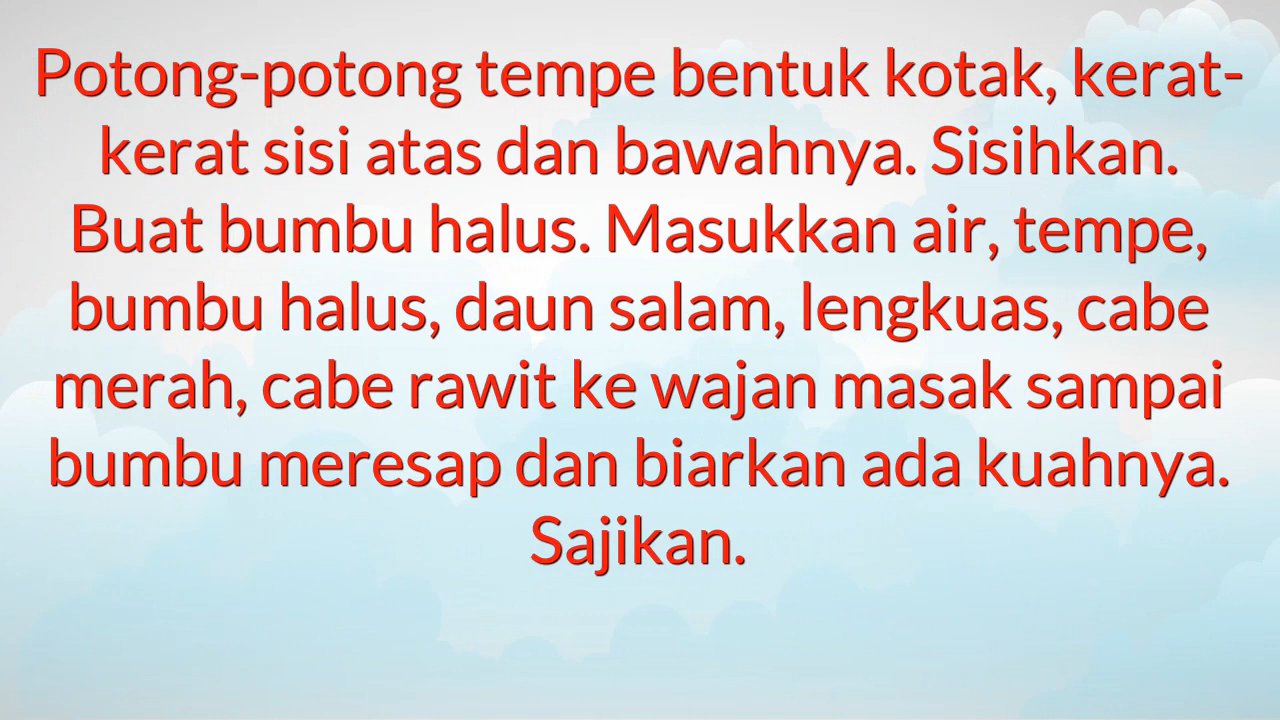 Potong-potong tempe bentuk kotak, kerat-
kerat sisi atas dan bawahnya. Sisihkan.
Buat bumbu halus. Masukkan air, tempe,
bumbu halus, daun salam, lengkuas, cabe
merah, cabe rawit ke wajan masak sampai
bumbu meresap dan biarkan ada kuahnya.
Sajikan.